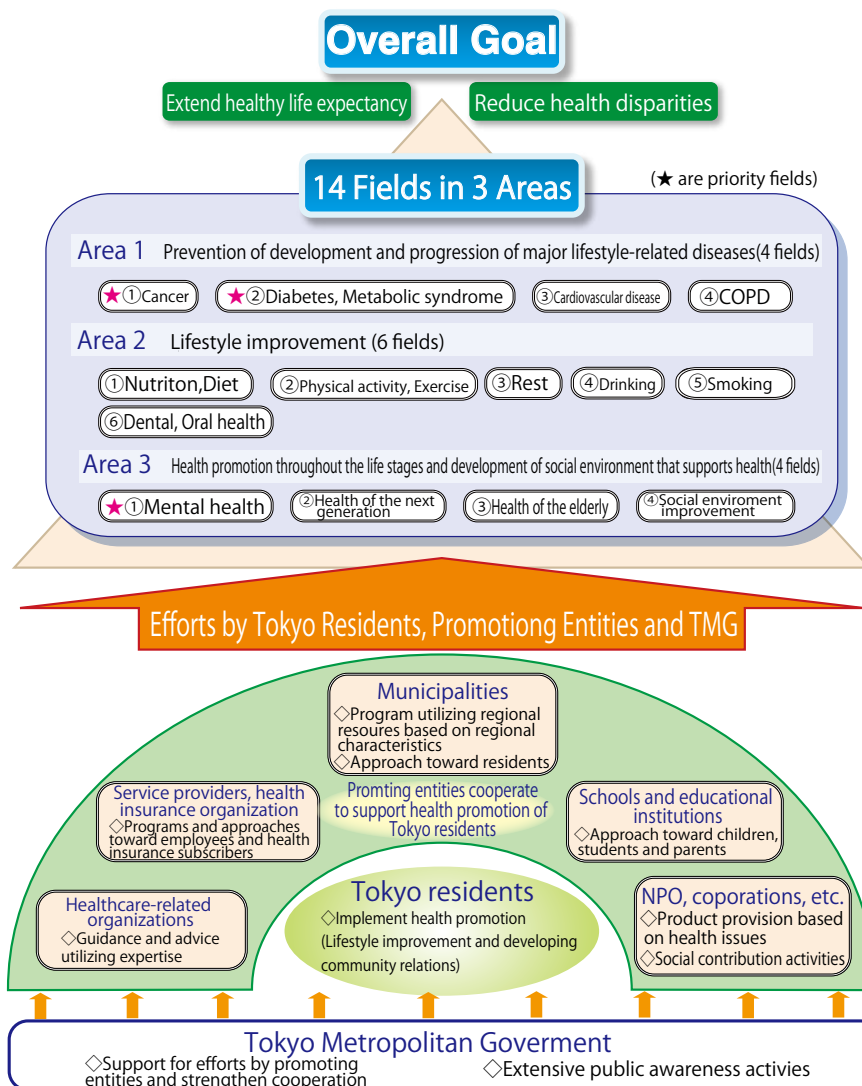 Overall Goal
Extend healthy life expectancy
Reduce health disparities
14 Fields in 3 Areas
(★ are priority fields)
Area 1 Prevention of development and progression of major lifestyle-related diseases(4 fields)
★①Cancer
★②Diabetes, Metabolic syndrome
③Cardiovascular disease
④COPD
Area 2 Lifestyle improvement (6 fields)
①Nutriton,Diet
②Physical activity, Exercise
③Rest
④Drinking
⑤Smoking
⑥Dental, Oral health
Area 3 Health promotion throughout the life stages and development of social environment that supports health(4 fields)
★①Mental health
②Health of the next
generation
③Health of the elderly
④Social enviroment
improvement
Efforts by Tokyo Residents, Promotiong Entities and TMG
Municipalities
◇Program utilizing regional
resoures based on regional
characteristics
◇Approach toward residents
Service providers, health
insurance organization
◇Programs and approaches
toward employees and health
insurance subscribers
Promting entities cooperate
to support health promotion of
Tokyo residents
Schools and educational
institutions
◇Approach toward children,
students and parents
Healthcare-related
organizations
◇Guidance and advice
utilizing expertise
Tokyo residents
◇Implement health promotion
(Lifestyle improvement and developing
community relations)
NPO, coporations, etc.
◇Product provision based
on health issues
◇Social contribution activities
Tokyo Metropolitan Goverment
◇Support for efforts by promoting
entities and strengthen cooperation
◇Extensive public awareness activies